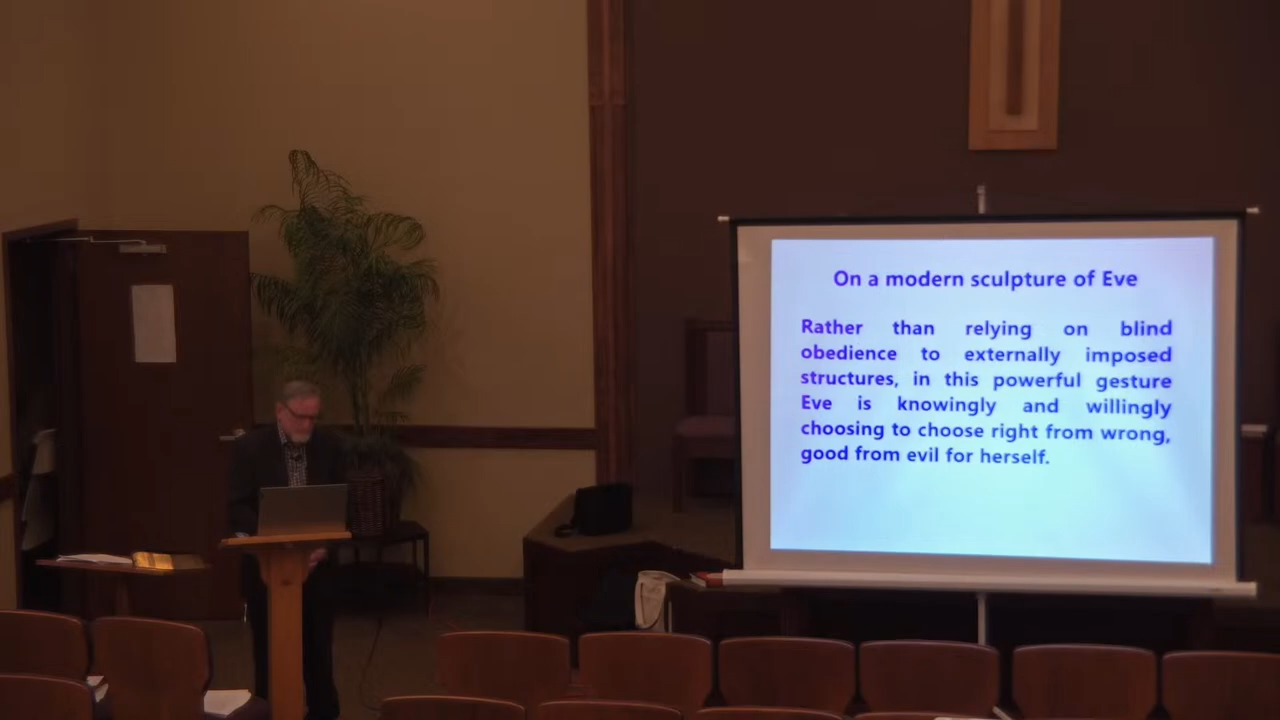 On a modern sculpture of Eve
Rather than relying on blind
obedience to externally imposed
structures, in this powerful gesture
Eve is knowingly and willingly
choosing to choose right from wrong,
good from evil for herself.